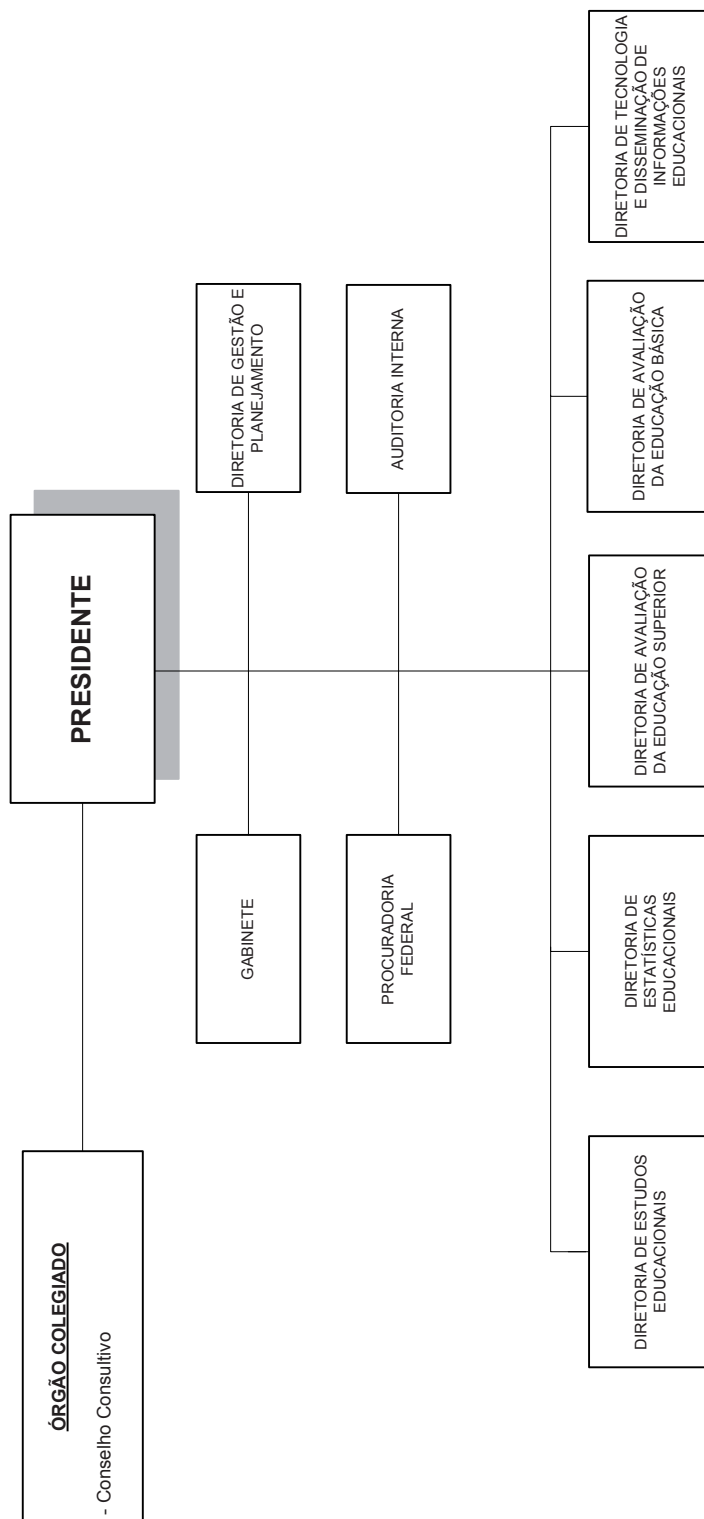 ÓRGÃO COLEGIADO
- Conselho Consultivo
PRESIDENTE
GABINETE
DIRETORIA DE GESTÃO E
PLANEJAMENTO
PROCURADORIA
FEDERAL
AUDITORIA INTERNA
DIRETORIA DE ESTUDOS
EDUCACIONAIS
DIRETORIA DE
ESTATÍSTICAS
EDUCACIONAIS
DIRETORIA DE AVALIAÇÃO
DA EDUCAÇÃO SUPERIOR
DIRETORIA DE AVALIAÇÃO
DA EDUCAÇÃO BÁSICA
DIRETORIA DE TECNOLOGIA
E DISSEMINAÇÃO DE
INFORMAÇÕES
EDUCACIONAIS